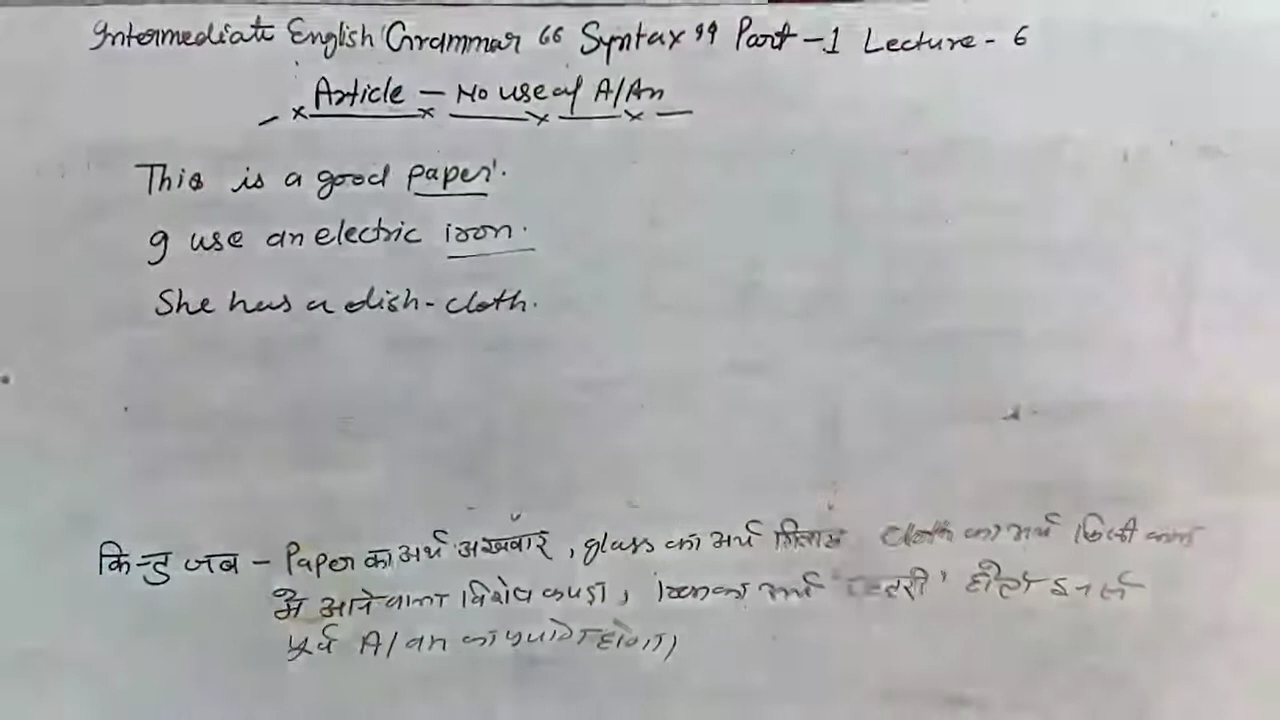 Intermediate English Grammar “Syntax” Part-1 Lecture-6
Article - No use of A/An
This is a good paper.
I use an electric iron.
She has a dish-cloth.
किन्तु जब - Paper का अर्थ अखबार, glass का अर्थ गिलास cloth का अर्थ किसी काम
में आने वाला विशेष कपड़ा, Iron का अर्थ हो तो इनके
पूर्व A/an का प्रयोग होगा।